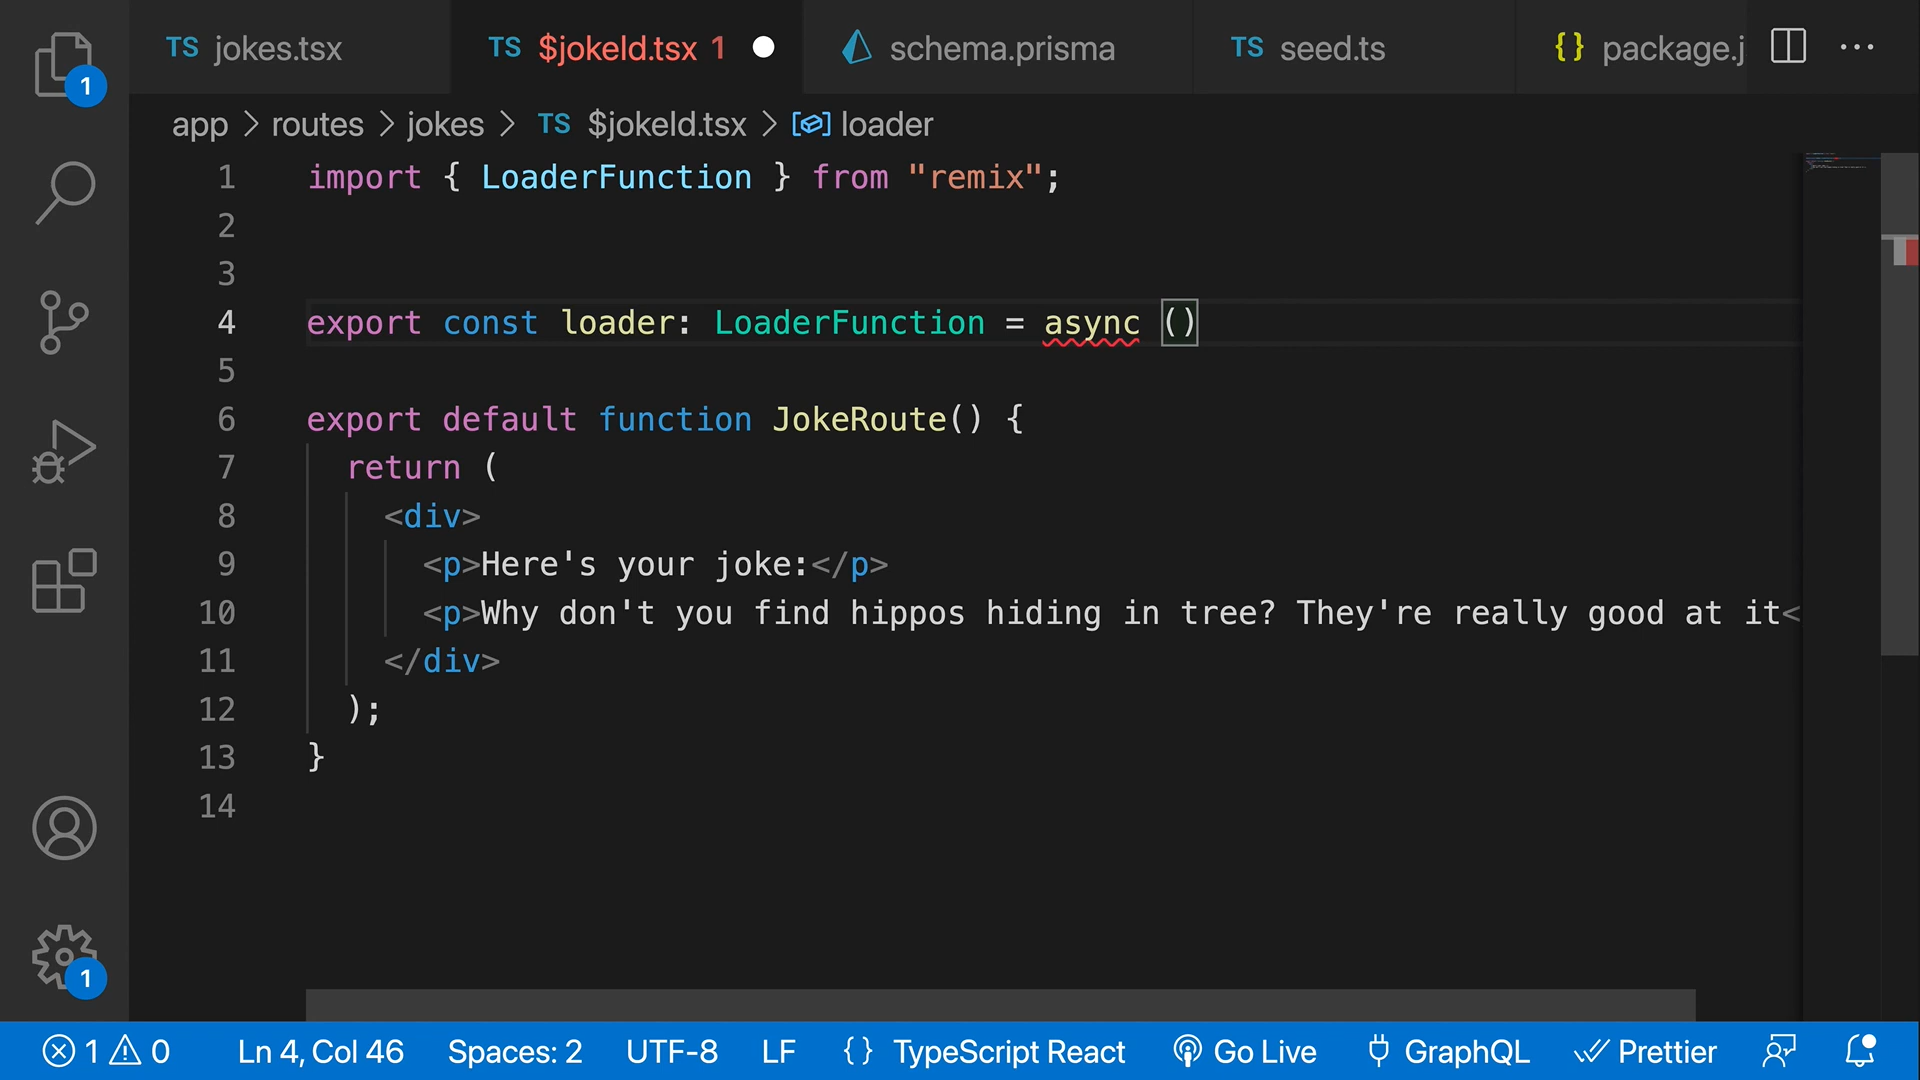 1
TS jokes.tsx
TS $jokeId.tsx 1
schema.prisma
TS seed.ts
{} package.j
app > routes > jokes > TS $jokeId.tsx > loader
1 import { LoaderFunction } from "remix";
2
3
4 export const loader: LoaderFunction = async ()
5
6 export default function JokeRoute() {
7 return (
8 <div>
9 <p>Here's your joke:</p>
10 <p>Why don't you find hippos hiding in tree? They're really good at it<
11 </div>
12 );
13 }
14
1
1 0 Ln 4, Col 46 Spaces: 2 UTF-8 LF {} TypeScript React Go Live GraphQL Prettier